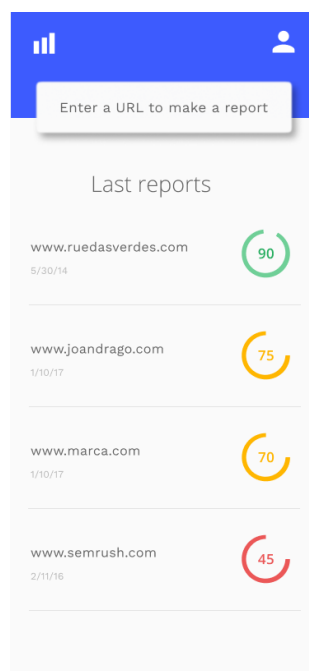 Enter a URL to make a report
Last reports
www.ruedasverdes.com
90
5/30/14
www.joandrago.com
75
1/10/17
www.marca.com
70
1/10/17
www.semrush.com
45
2/11/16